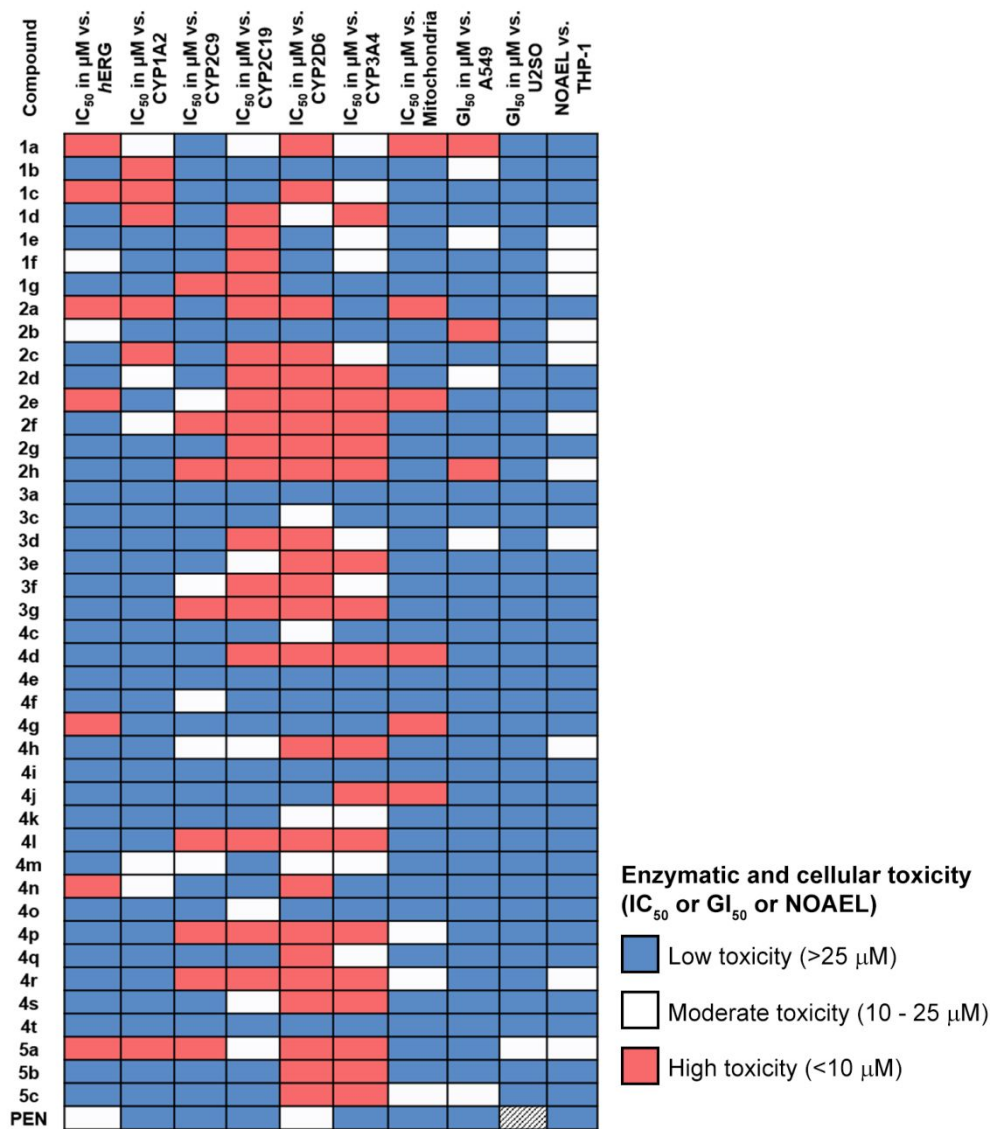 Compound
IC₅₀ in µM vs.
hERG
IC₅₀ in µM vs.
CYP1A2
IC₅₀ in µM vs.
CYP2C9
IC₅₀ in µM vs.
CYP2C19
IC₅₀ in µM vs.
CYP2D6
IC₅₀ in µM vs.
CYP3A4
IC₅₀ in µM vs.
Mitochondria
GI₅₀ in µM vs.
A549
GI₅₀ in µM vs.
U2SO
NOAEL vs.
THP-1
1a
1b
1c
1d
1e
1f
1g
2a
2b
2c
2d
2e
2f
2g
2h
3a
3c
3d
3e
3f
3g
4c
4d
4e
4f
4g
4h
4i
4j
4k
4l
4m
4n
4o
4p
4q
4r
4s
4t
5a
5b
5c
PEN
Enzymatic and cellular toxicity
(IC₅₀ or GI₅₀ or NOAEL)
Low toxicity (>25 µM)
Moderate toxicity (10 - 25 µM)
High toxicity (<10 µM)